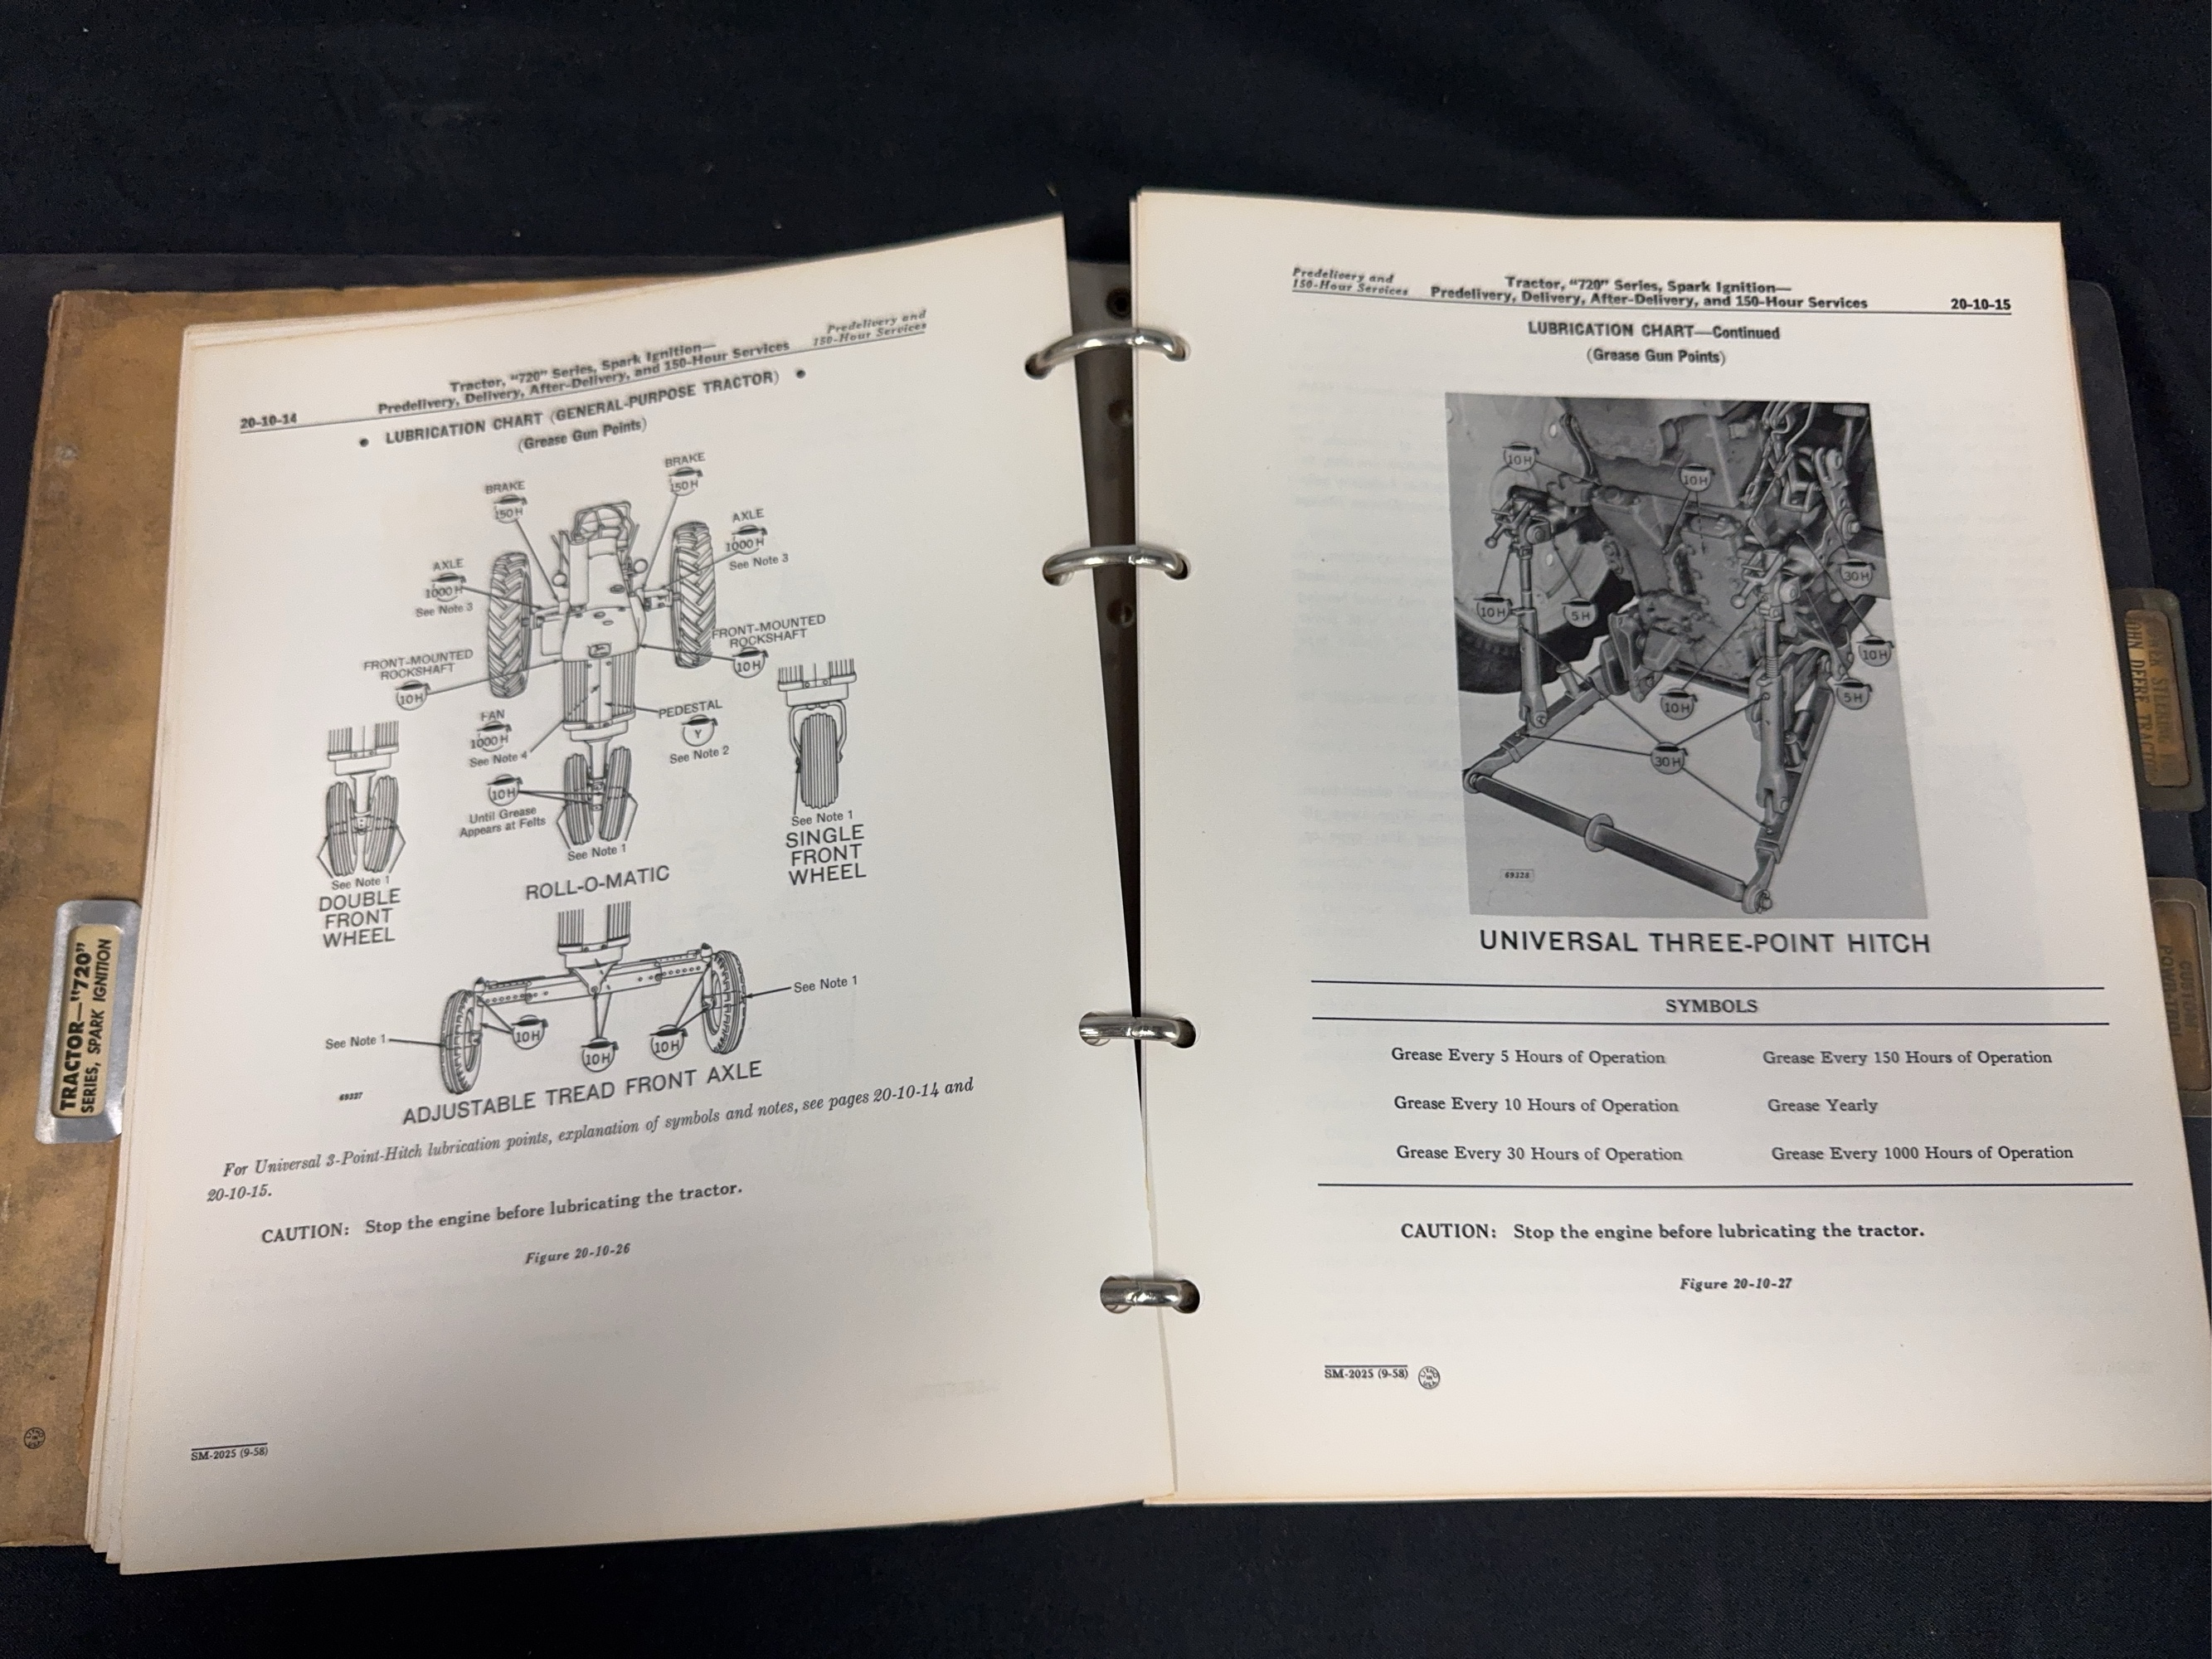 Predelivery and
150-Hour Services
Tractor, "720" Series, Spark Ignition—
Predelivery, Delivery, After-Delivery, and 150-Hour Services
20-10-14
• LUBRICATION CHART (GENERAL-PURPOSE TRACTOR) •
(Grease Gun Points)
BRAKE
150H
BRAKE
150H
AXLE
1000H
See Note 3
AXLE
1000H
See Note 3
FRONT-MOUNTED
ROCKSHAFT
10H
FRONT-MOUNTED
ROCKSHAFT
10H
FAN
1000H
See Note 4
PEDESTAL
Y
See Note 2
10H
Until Grease
Appears at Felts
See Note 1
ROLL-O-MATIC
See Note 1
DOUBLE
FRONT
WHEEL
See Note 1
SINGLE
FRONT
WHEEL
See Note 1
See Note 1
10H
10H
10H
69327
ADJUSTABLE TREAD FRONT AXLE
For Universal 3-Point-Hitch lubrication points, explanation of symbols and notes, see pages 20-10-14 and
20-10-15.
CAUTION: Stop the engine before lubricating the tractor.
Figure 20-10-26
SM-2025 (9-58)
TRACTOR—"720"
SERIES, SPARK IGNITION
Predelivery and
150-Hour Services
Tractor, "720" Series, Spark Ignition—
Predelivery, Delivery, After-Delivery, and 150-Hour Services
20-10-15
LUBRICATION CHART—Continued
(Grease Gun Points)
10H
10H
30H
10H
5H
10H
10H
5H
30H
69328
UNIVERSAL THREE-POINT HITCH
SYMBOLS
Grease Every 5 Hours of Operation
Grease Every 150 Hours of Operation
Grease Every 10 Hours of Operation
Grease Yearly
Grease Every 30 Hours of Operation
Grease Every 1000 Hours of Operation
CAUTION: Stop the engine before lubricating the tractor.
Figure 20-10-27
SM-2025 (9-58)
STEERING
JOHN DEERE TRACT
CUSTOM
POWR-TROL